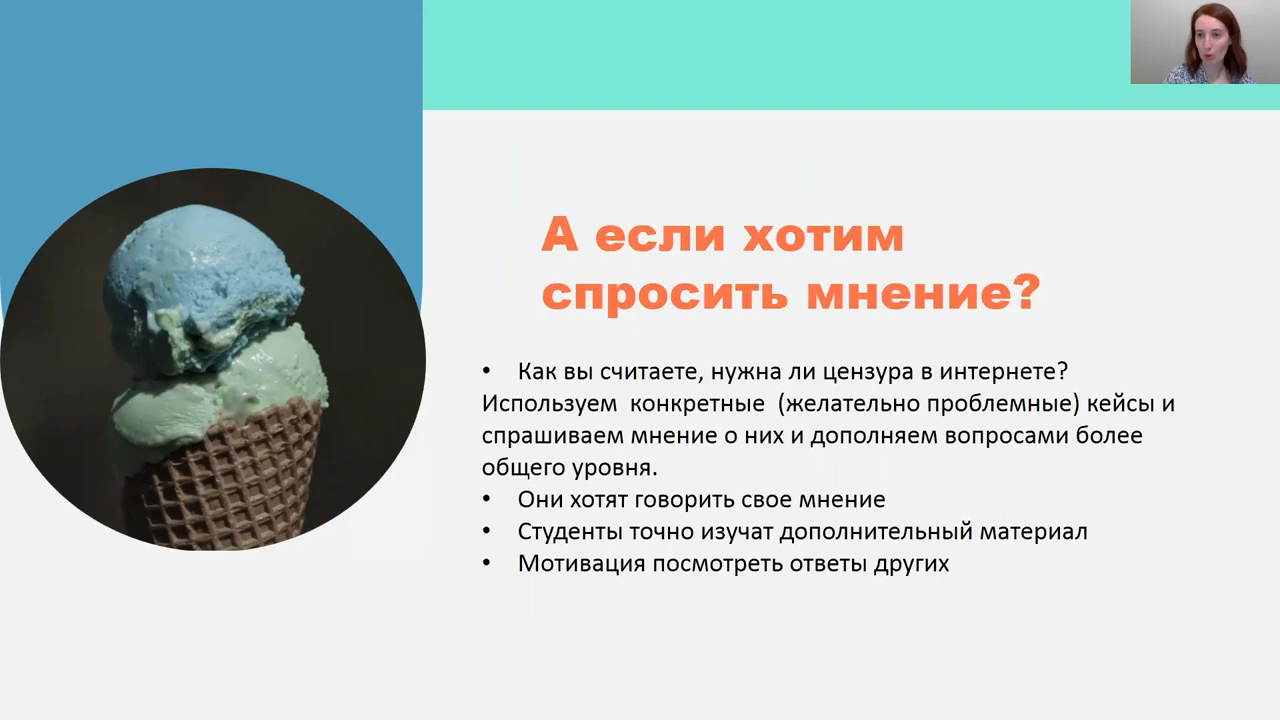 А если хотим
спросить мнение?
• Как вы считаете, нужна ли цензура в интернете?
Используем конкретные (желательно проблемные) кейсы и
спрашиваем мнение о них и дополняем вопросами более
общего уровня.
• Они хотят говорить свое мнение
• Студенты точно изучат дополнительный материал
• Мотивация посмотреть ответы других